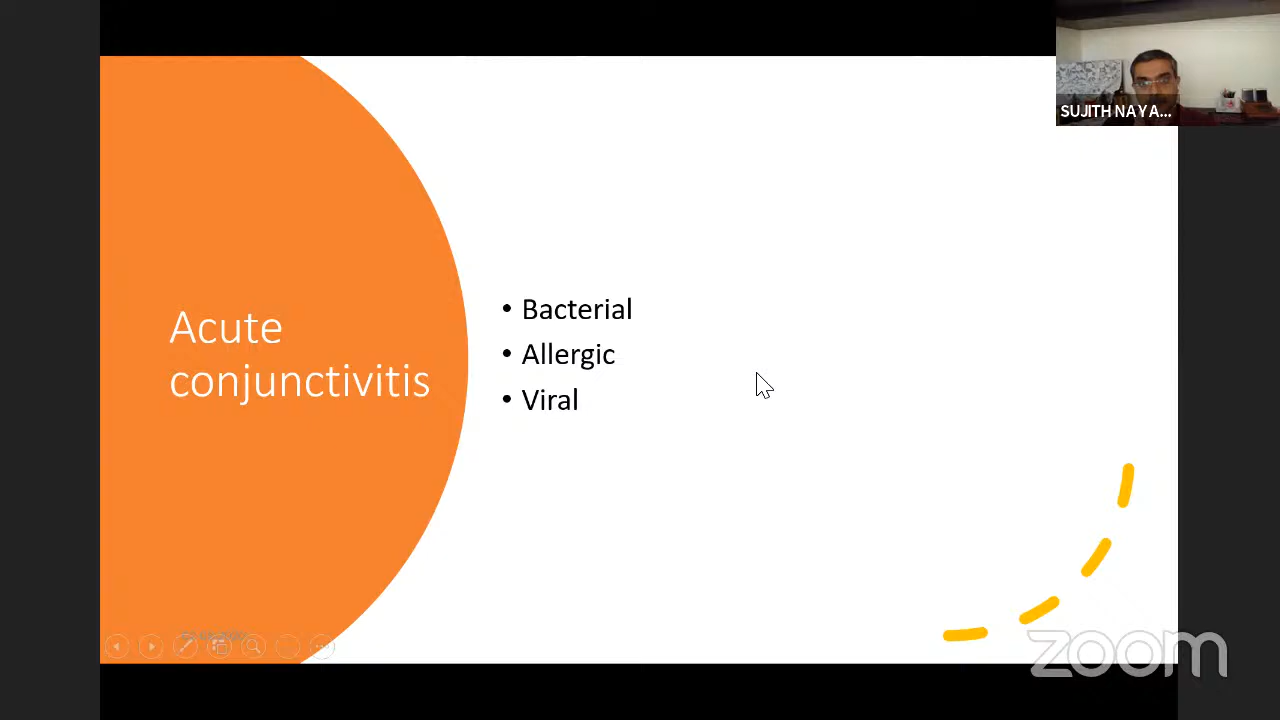 SUJITH NAYA...
Acute
conjunctivitis
• Bacterial
• Allergic
• Viral
zoom